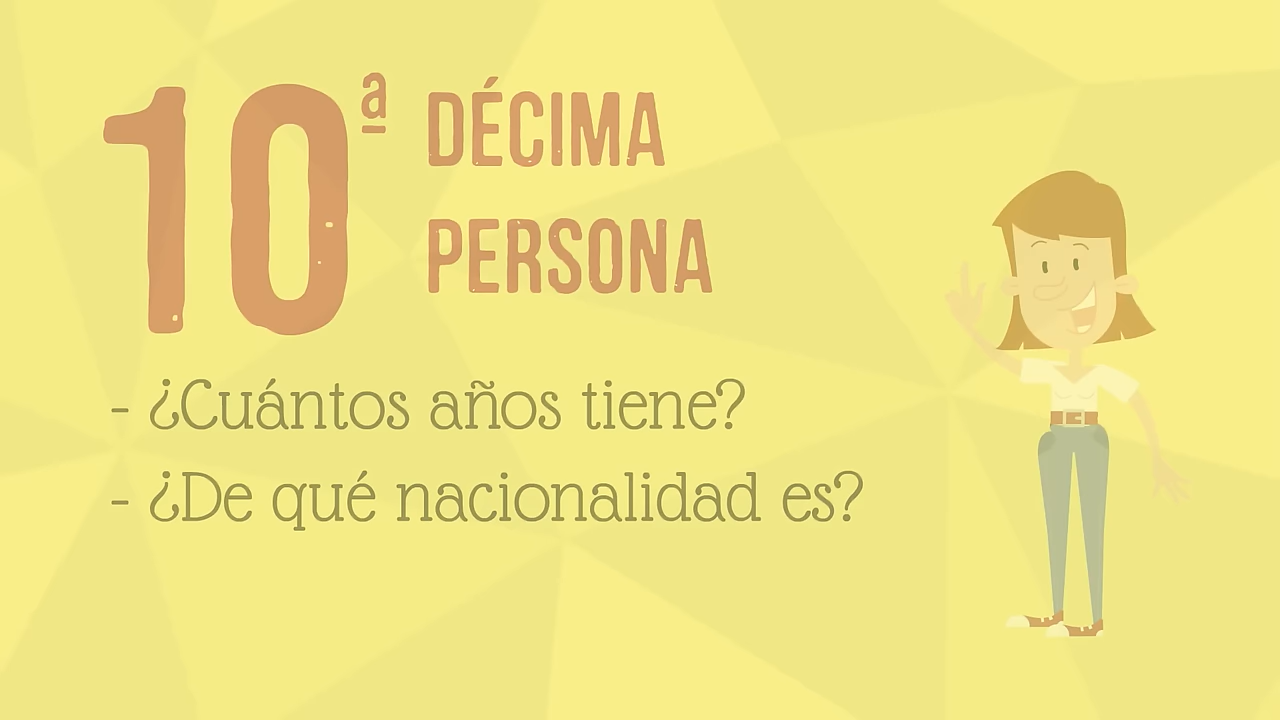 10ª DÉCIMA
PERSONA
- ¿Cuántos años tiene?
- ¿De qué nacionalidad es?